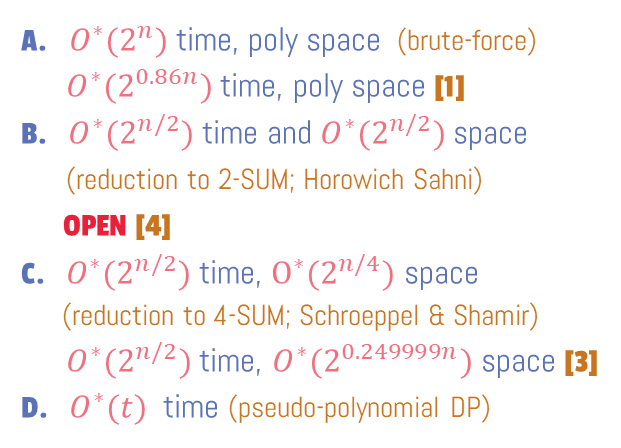 A. O*(2^n) time, poly space (brute-force)
O*(2^{0.86n}) time, poly space [1]
B. O*(2^{n/2}) time and O*(2^{n/2}) space
(reduction to 2-SUM; Horowich Sahni)
OPEN [4]
C. O*(2^{n/2}) time, O*(2^{n/4}) space
(reduction to 4-SUM; Schroeppel & Shamir)
O*(2^{n/2}) time, O*(2^{0.249999n}) space [3]
D. O*(t) time (pseudo-polynomial DP)